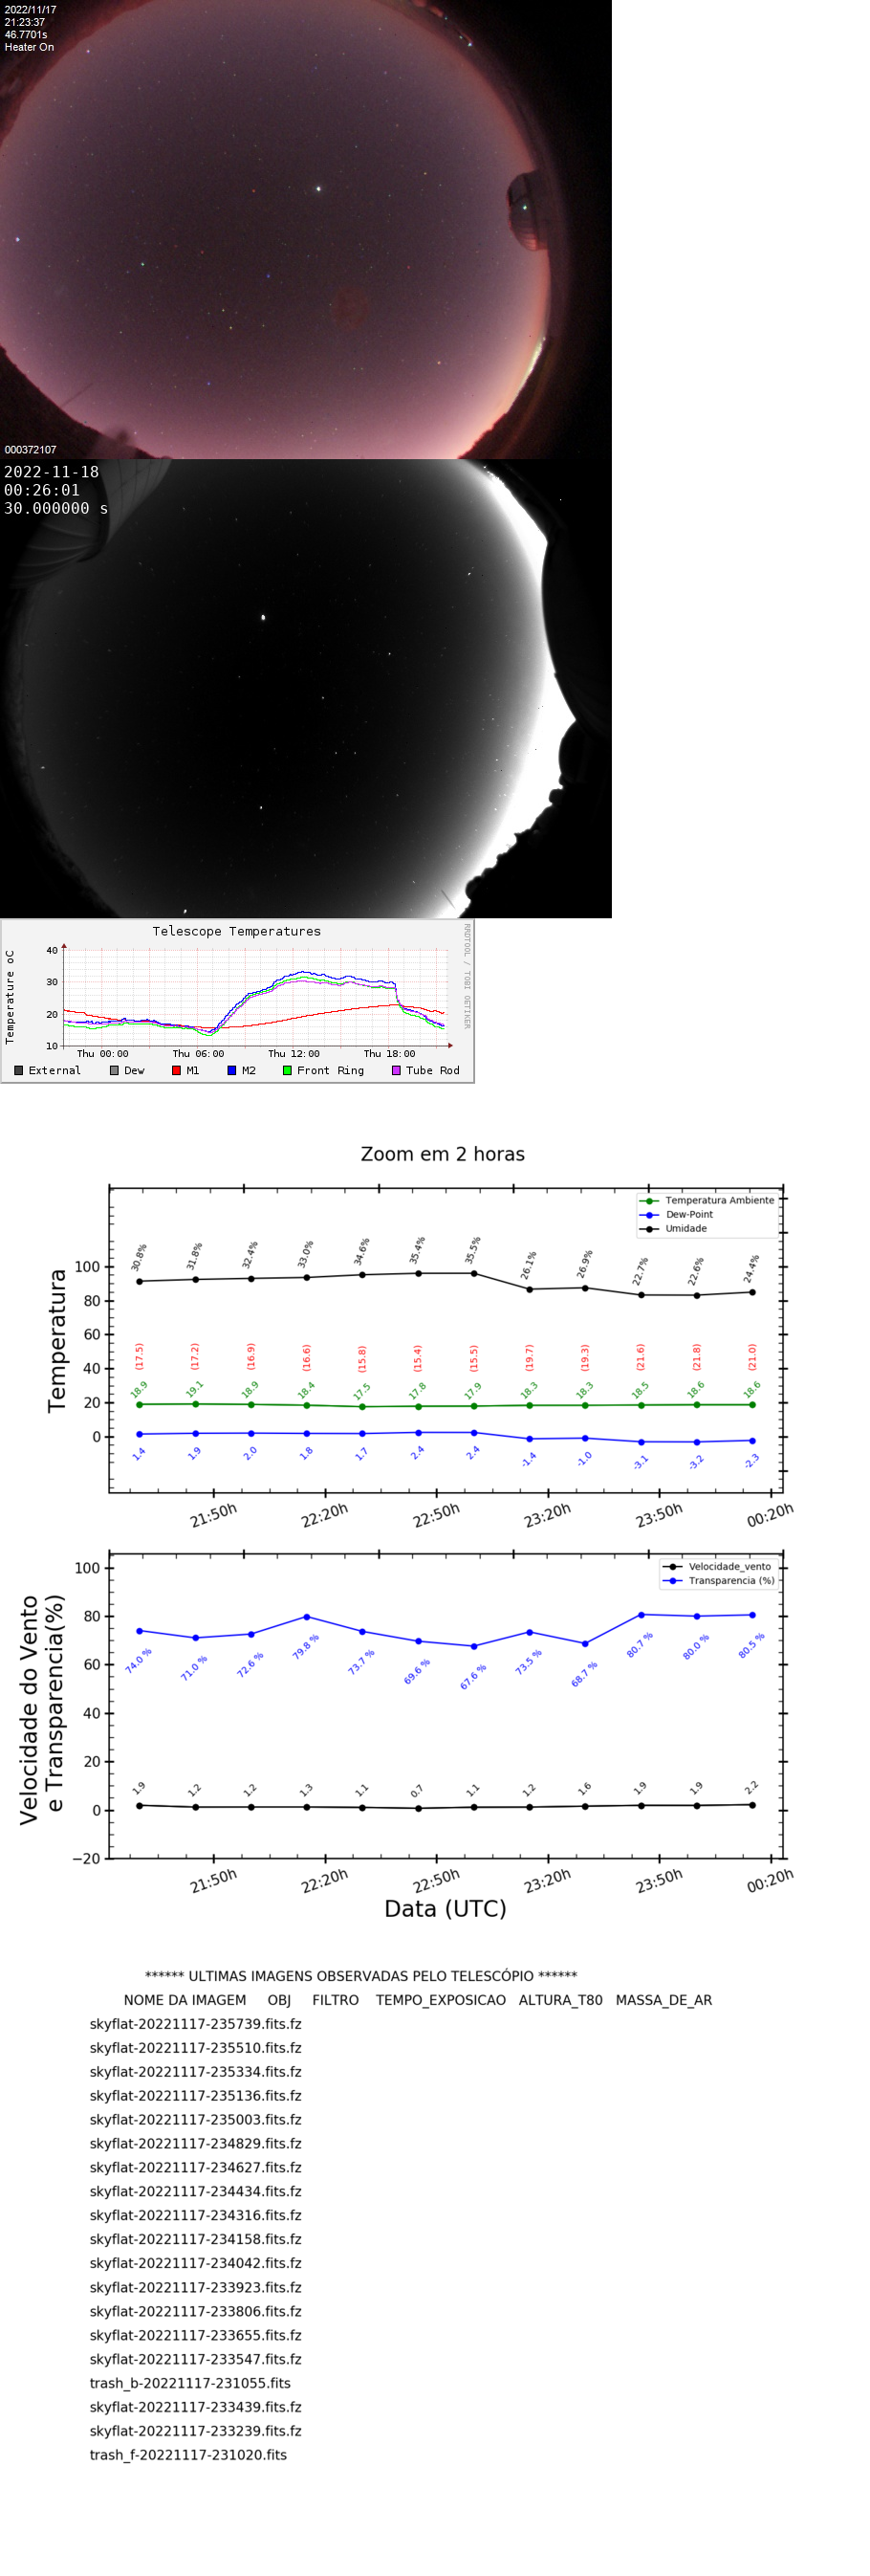 2022/11/17
21:23:37
46.7701s
Heater On
000372107
2022-11-18
00:26:01
30.000000 s
Telescope Temperatures
RRDTOOL / TOBI OETIKER
Temperature oC
40
30
20
10
Thu 00:00 Thu 06:00 Thu 12:00 Thu 18:00
External Dew M1 M2 Front Ring Tube Rod
Zoom em 2 horas
Temperatura Ambiente
Dew-Point
Umidade
Temperatura
100
80
60
40
20
0
30.8% 31.8% 32.4% 33.0% 34.6% 35.4% 35.5% 26.1% 26.9% 22.7% 22.6% 24.4%
(17.5) (17.2) (16.9) (16.6) (15.8) (15.4) (15.5) (19.7) (19.3) (21.6) (21.8) (21.0)
18.9 19.1 18.9 18.4 17.5 17.8 17.9 18.3 18.3 18.5 18.6 18.6
1.4 1.9 2.0 1.8 1.7 2.4 2.4 -1.4 -1.0 -3.1 -3.2 -2.3
21:50h 22:20h 22:50h 23:20h 23:50h 00:20h
Velocidade_vento
Transparencia (%)
Velocidade do Vento
e Transparencia(%)
100
80
60
40
20
0
−20
74.0 % 71.0 % 72.6 % 79.8 % 73.7 % 69.6 % 67.6 % 73.5 % 68.7 % 80.7 % 80.0 % 80.5 %
1.9 1.2 1.2 1.3 1.1 0.7 1.1 1.2 1.6 1.9 1.9 2.2
21:50h 22:20h 22:50h 23:20h 23:50h 00:20h
Data (UTC)
****** ULTIMAS IMAGENS OBSERVADAS PELO TELESCÓPIO ******
NOME DA IMAGEM OBJ FILTRO TEMPO_EXPOSICAO ALTURA_T80 MASSA_DE_AR
skyflat-20221117-235739.fits.fz
skyflat-20221117-235510.fits.fz
skyflat-20221117-235334.fits.fz
skyflat-20221117-235136.fits.fz
skyflat-20221117-235003.fits.fz
skyflat-20221117-234829.fits.fz
skyflat-20221117-234627.fits.fz
skyflat-20221117-234434.fits.fz
skyflat-20221117-234316.fits.fz
skyflat-20221117-234158.fits.fz
skyflat-20221117-234042.fits.fz
skyflat-20221117-233923.fits.fz
skyflat-20221117-233806.fits.fz
skyflat-20221117-233655.fits.fz
skyflat-20221117-233547.fits.fz
trash_b-20221117-231055.fits
skyflat-20221117-233439.fits.fz
skyflat-20221117-233239.fits.fz
trash_f-20221117-231020.fits